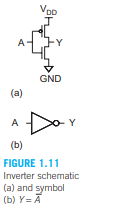 VDD
A Y
GND
(a)
A Y
(b)
FIGURE 1.11
Inverter schematic
(a) and symbol
(b) Y = A̅